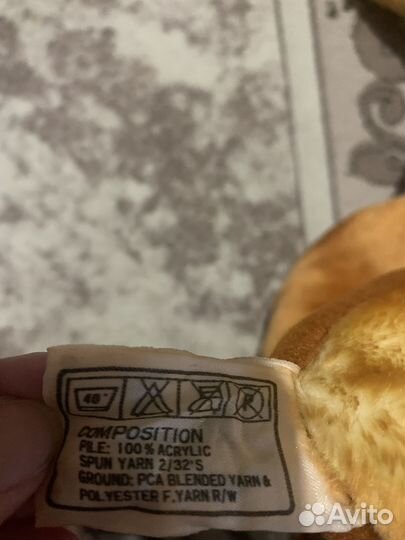 40°
P
COMPOSITION
PILE: 100% ACRYLIC
SPUN YARN 2/32'S
GROUND: PCA BLENDED YARN &
POLYESTER F.YARN R/W
Avito